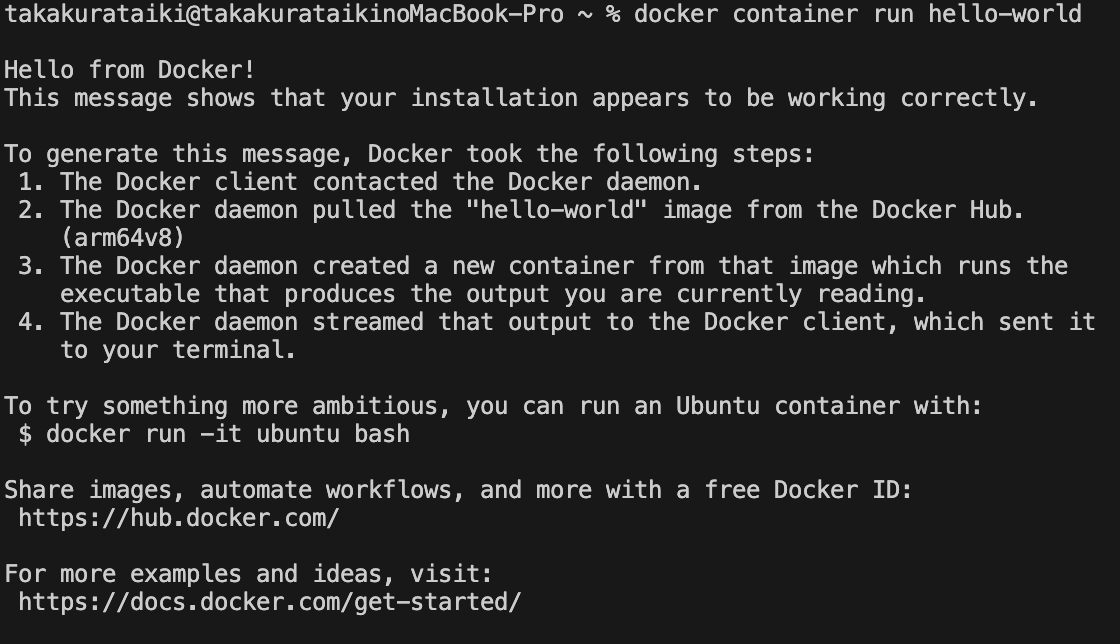 takakurataiki@takakurataikinoMacBook-Pro ~ % docker container run hello-world
Hello from Docker!
This message shows that your installation appears to be working correctly.
To generate this message, Docker took the following steps:
1. The Docker client contacted the Docker daemon.
2. The Docker daemon pulled the "hello-world" image from the Docker Hub.
(arm64v8)
3. The Docker daemon created a new container from that image which runs the
executable that produces the output you are currently reading.
4. The Docker daemon streamed that output to the Docker client, which sent it
to your terminal.
To try something more ambitious, you can run an Ubuntu container with:
$ docker run -it ubuntu bash
Share images, automate workflows, and more with a free Docker ID:
https://hub.docker.com/
For more examples and ideas, visit:
https://docs.docker.com/get-started/